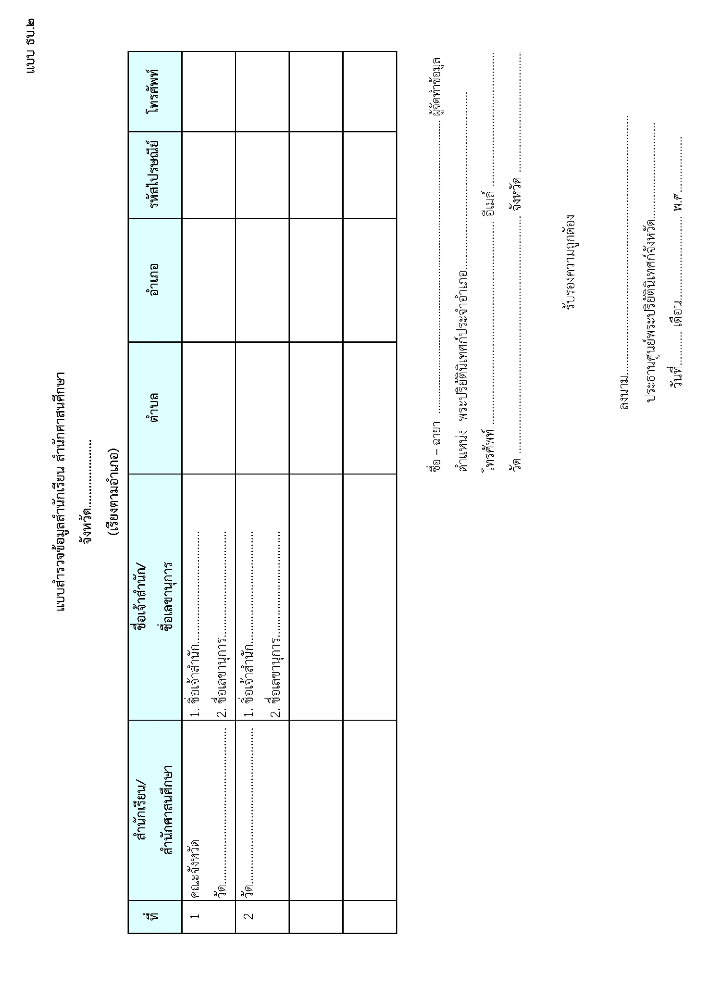 แบบ ธบ.๒
แบบสำรวจข้อมูลสำนักเรียน สำนักศาสนศึกษา
จังหวัด........................
(เรียงตามอำเภอ)
ที่
สำนักเรียน/
สำนักศาสนศึกษา
ชื่อเจ้าสำนัก/
ชื่อเลขานุการ
ตำบล
อำเภอ
รหัสไปรษณีย์
โทรศัพท์
1
คณะจังหวัด
วัด......................................................
1. ชื่อเจ้าสำนัก.......................................
2. ชื่อเลขานุการ.....................................
2
วัด......................................................
1. ชื่อเจ้าสำนัก.......................................
2. ชื่อเลขานุการ.....................................
ชื่อ – ฉายา .................................................................................................... ผู้จัดทำข้อมูล
ตำแหน่ง พระปริยัตินิเทศก์ประจำอำเภอ.............................................................
โทรศัพท์ ..................................................................... อีเมล์ ..............................................
วัด ................................................................................. จังหวัด .........................................
รับรองความถูกต้อง
ลงนาม.........................................................................................
ประธานศูนย์พระปริยัตินิเทศก์จังหวัด.................................
วันที่............ เดือน............................. พ.ศ...................